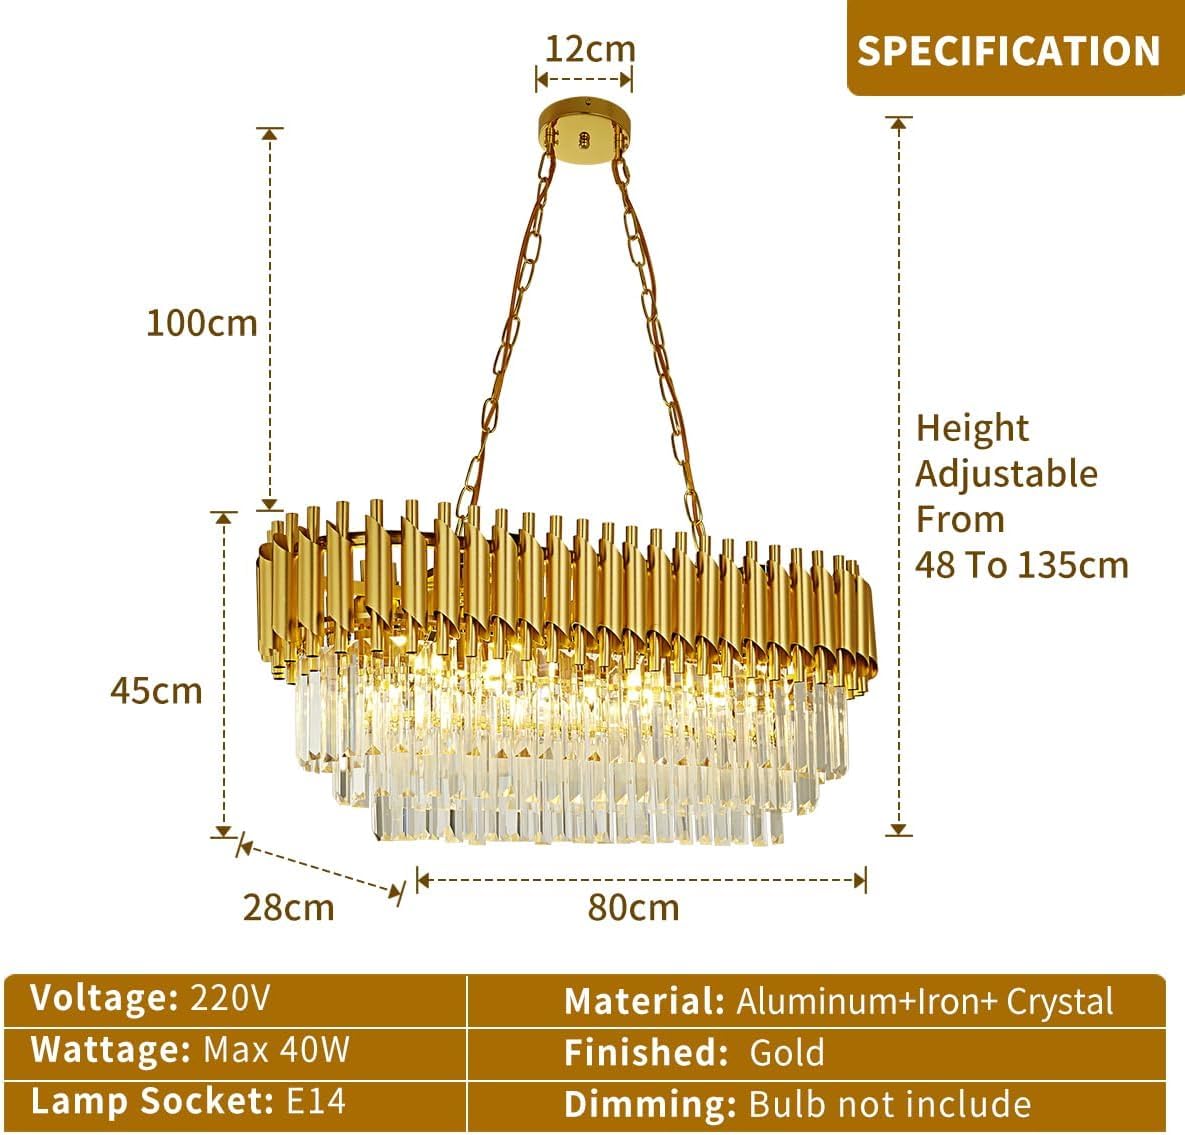 SPECIFICATION
12cm
100cm
Height
Adjustable
From
48 To 135cm
45cm
28cm
80cm
Voltage: 220V
Material: Aluminum+Iron+ Crystal
Wattage: Max 40W
Finished: Gold
Lamp Socket: E14
Dimming: Bulb not include